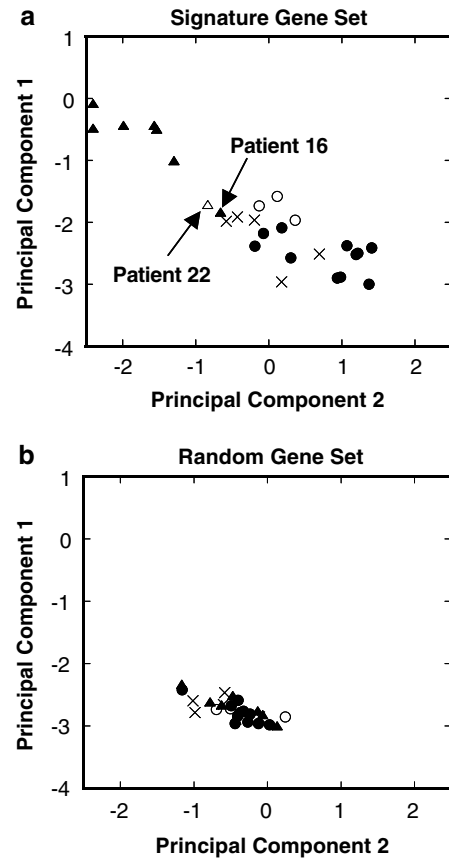 a
Signature Gene Set
1
0
-1
-2
-3
-4
Principal Component 1
Patient 16
Patient 22
-2 -1 0 1 2
Principal Component 2
b
Random Gene Set
1
0
-1
-2
-3
-4
Principal Component 1
-2 -1 0 1 2
Principal Component 2